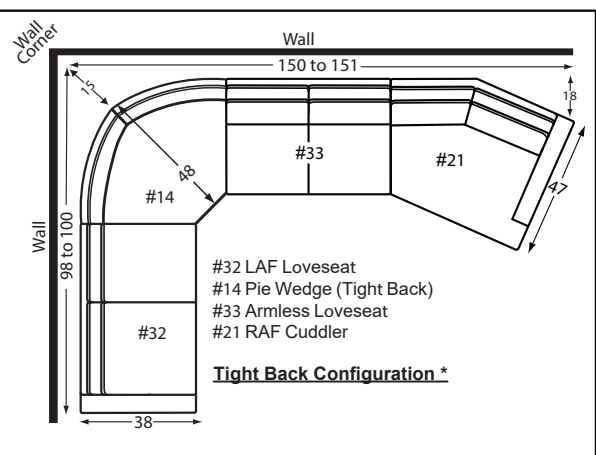 Wall
Corner
Wall
150 to 151
15
18
#33
#21
48
47
#14
Wall
98 to 100
#32 LAF Loveseat
#14 Pie Wedge (Tight Back)
#33 Armless Loveseat
#21 RAF Cuddler
#32
Tight Back Configuration *
38